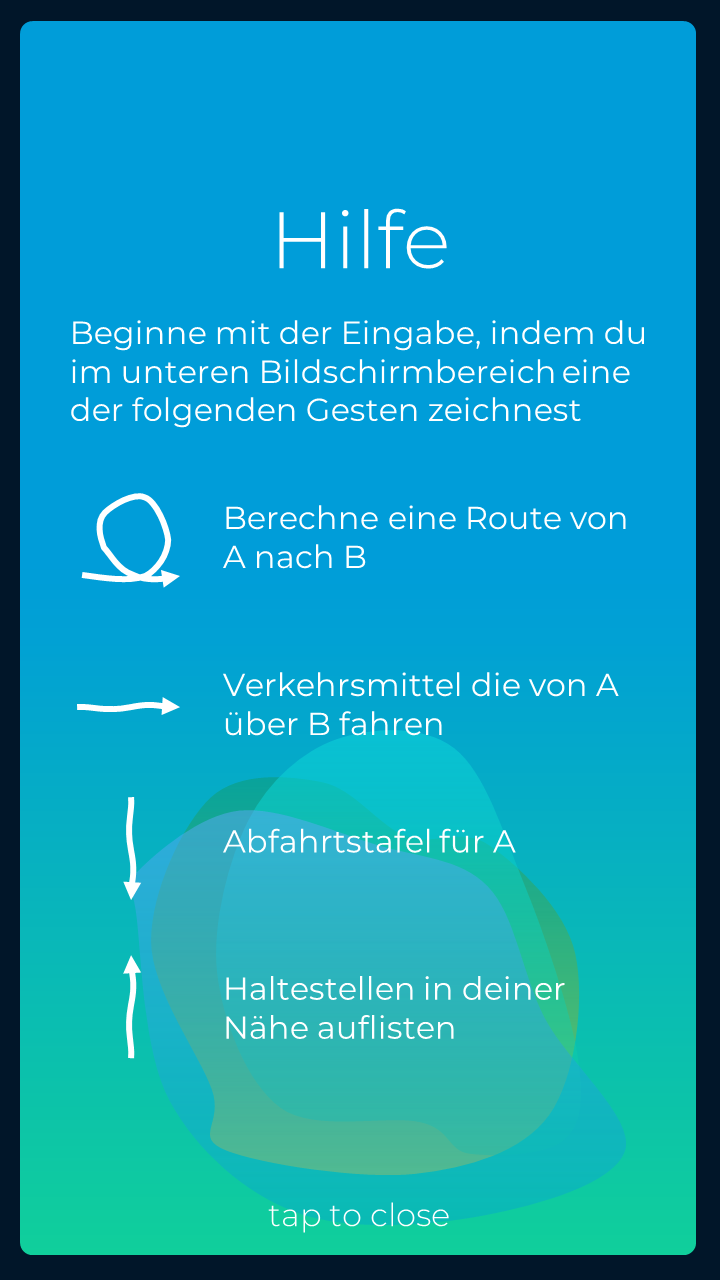 Hilfe
Beginne mit der Eingabe, indem du
im unteren Bildschirmbereich eine
der folgenden Gesten zeichnest
Berechne eine Route von
A nach B
Verkehrsmittel die von A
über B fahren
Abfahrtstafel für A
Haltestellen in deiner
Nähe auflisten
tap to close